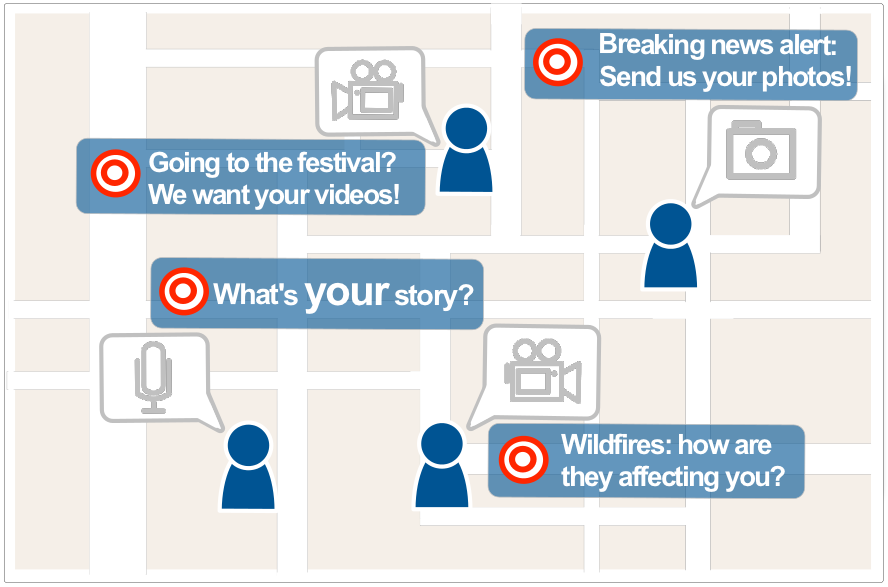 Breaking news alert:
Send us your photos!
Going to the festival?
We want your videos!
What's your story?
Wildfires: how are
they affecting you?